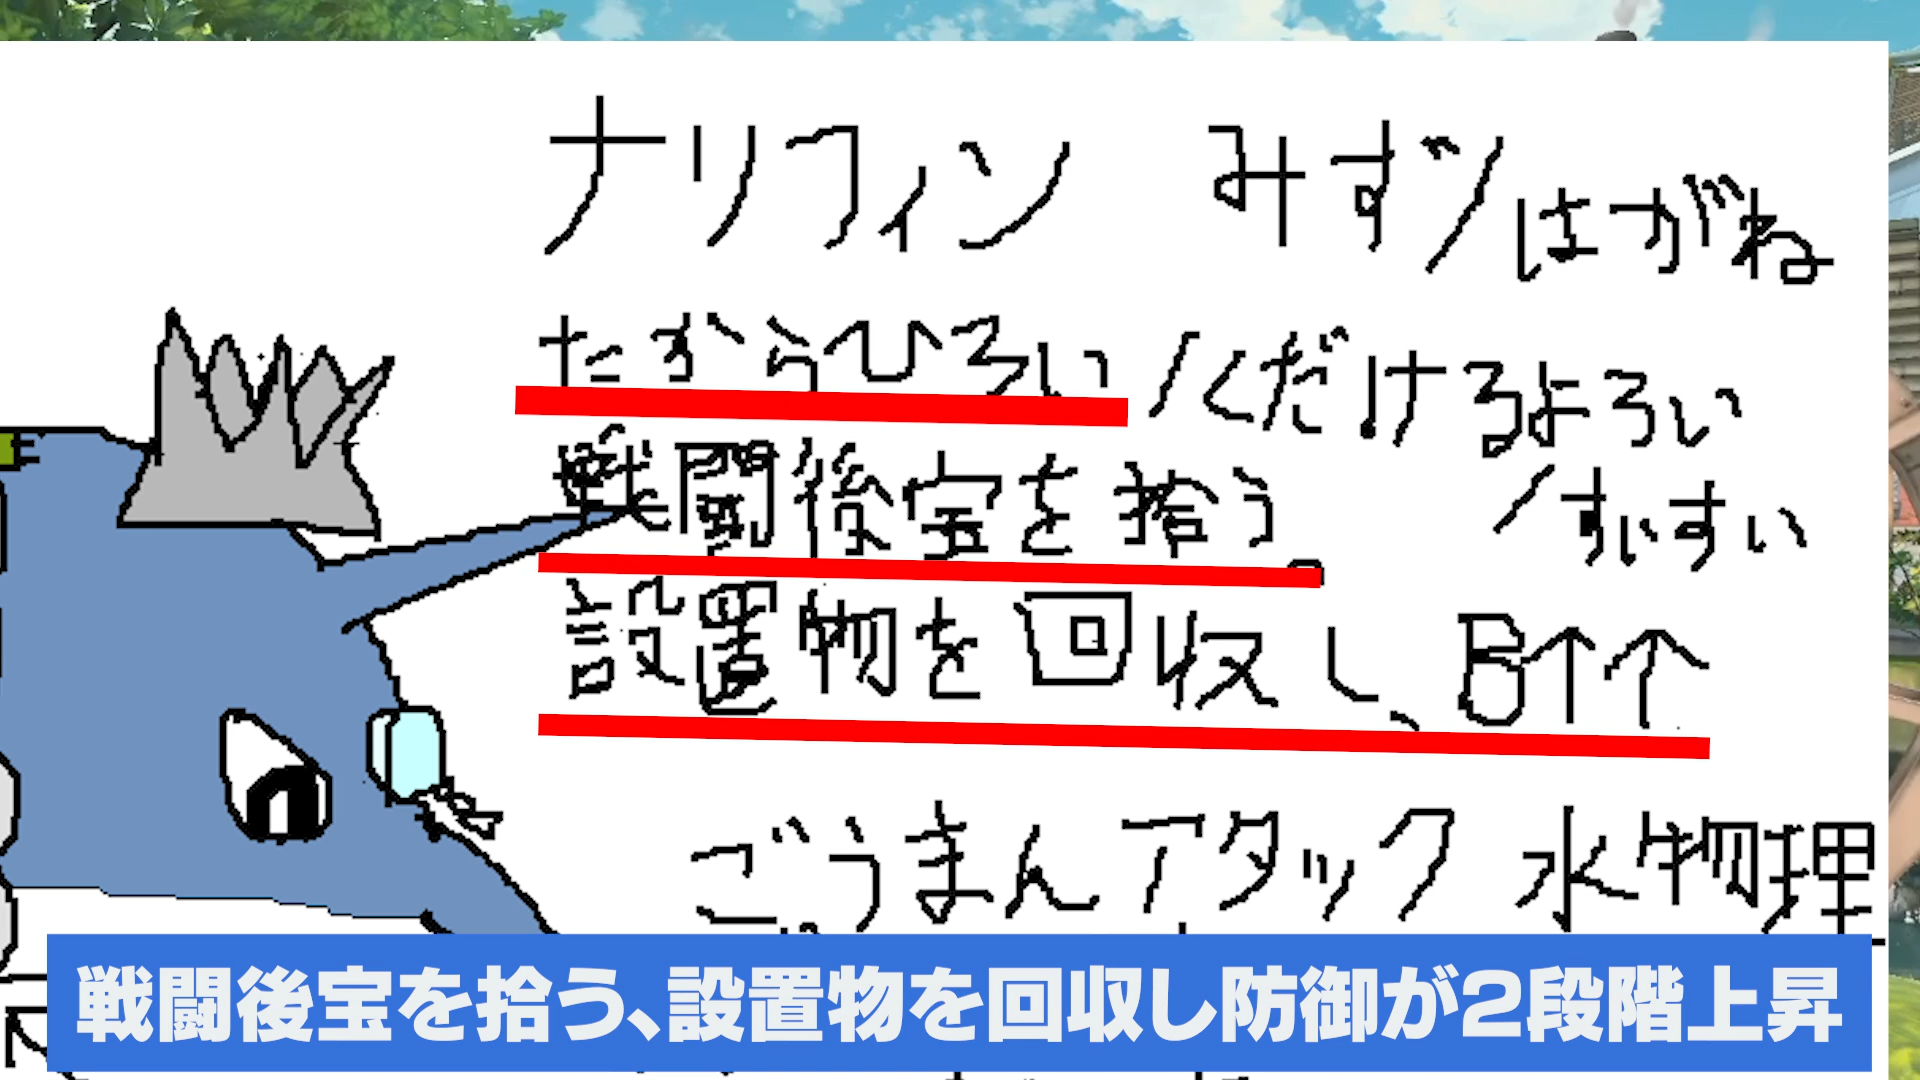 ナリフィン みず/はがね
たからひろい/くだけるよろい
/すいすい
戦闘後宝を拾う。
設置物を回収し、B↑↑
ごうまんアタック 水物理
戦闘後宝を拾う、設置物を回収し防御が2段階上昇